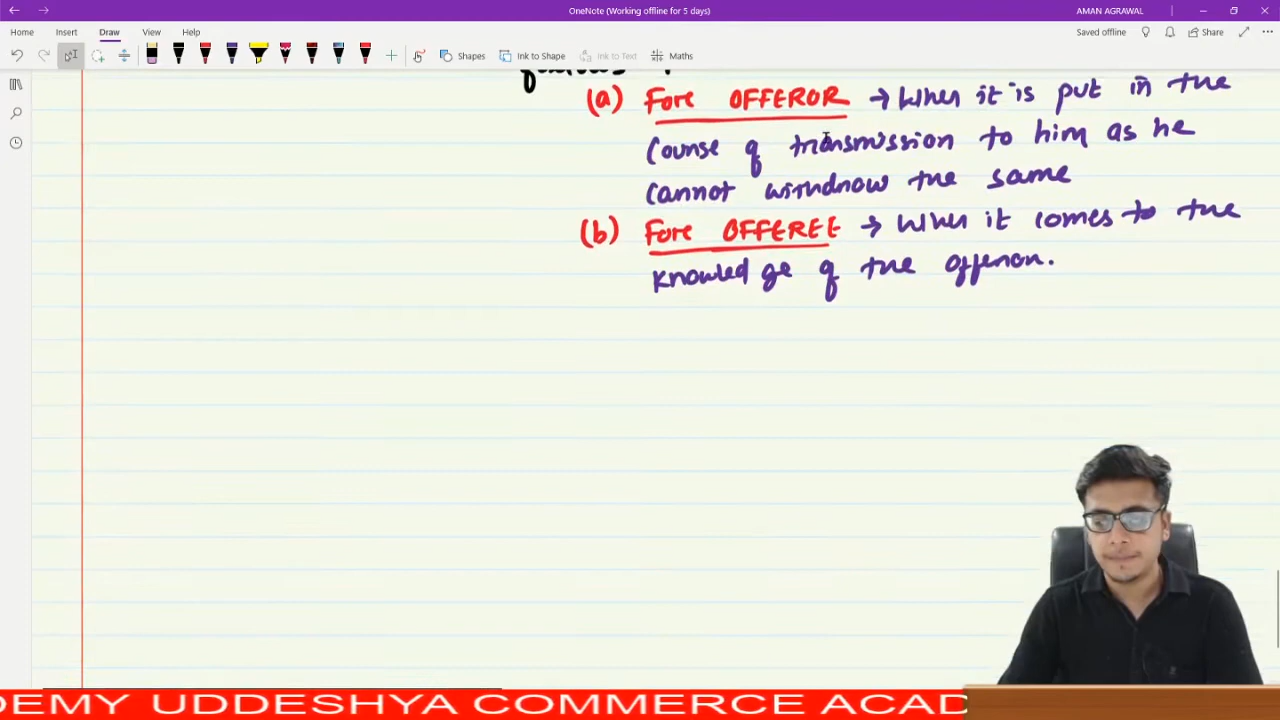 OneNote (Working offline for 5 days)
AMAN AGRAWAL
Home Insert Draw View Help
Saved offline Share
Shapes Ink to Shape Ink to Text Maths
(a) Fore OFFEROR → When it is put in the
Course of transmission to him as he
Cannot withdraw the same
(b) Fore OFFEREE → When it comes to the
knowledge of the offeror.
DEMY UDDESHYA COMMERCE ACAD